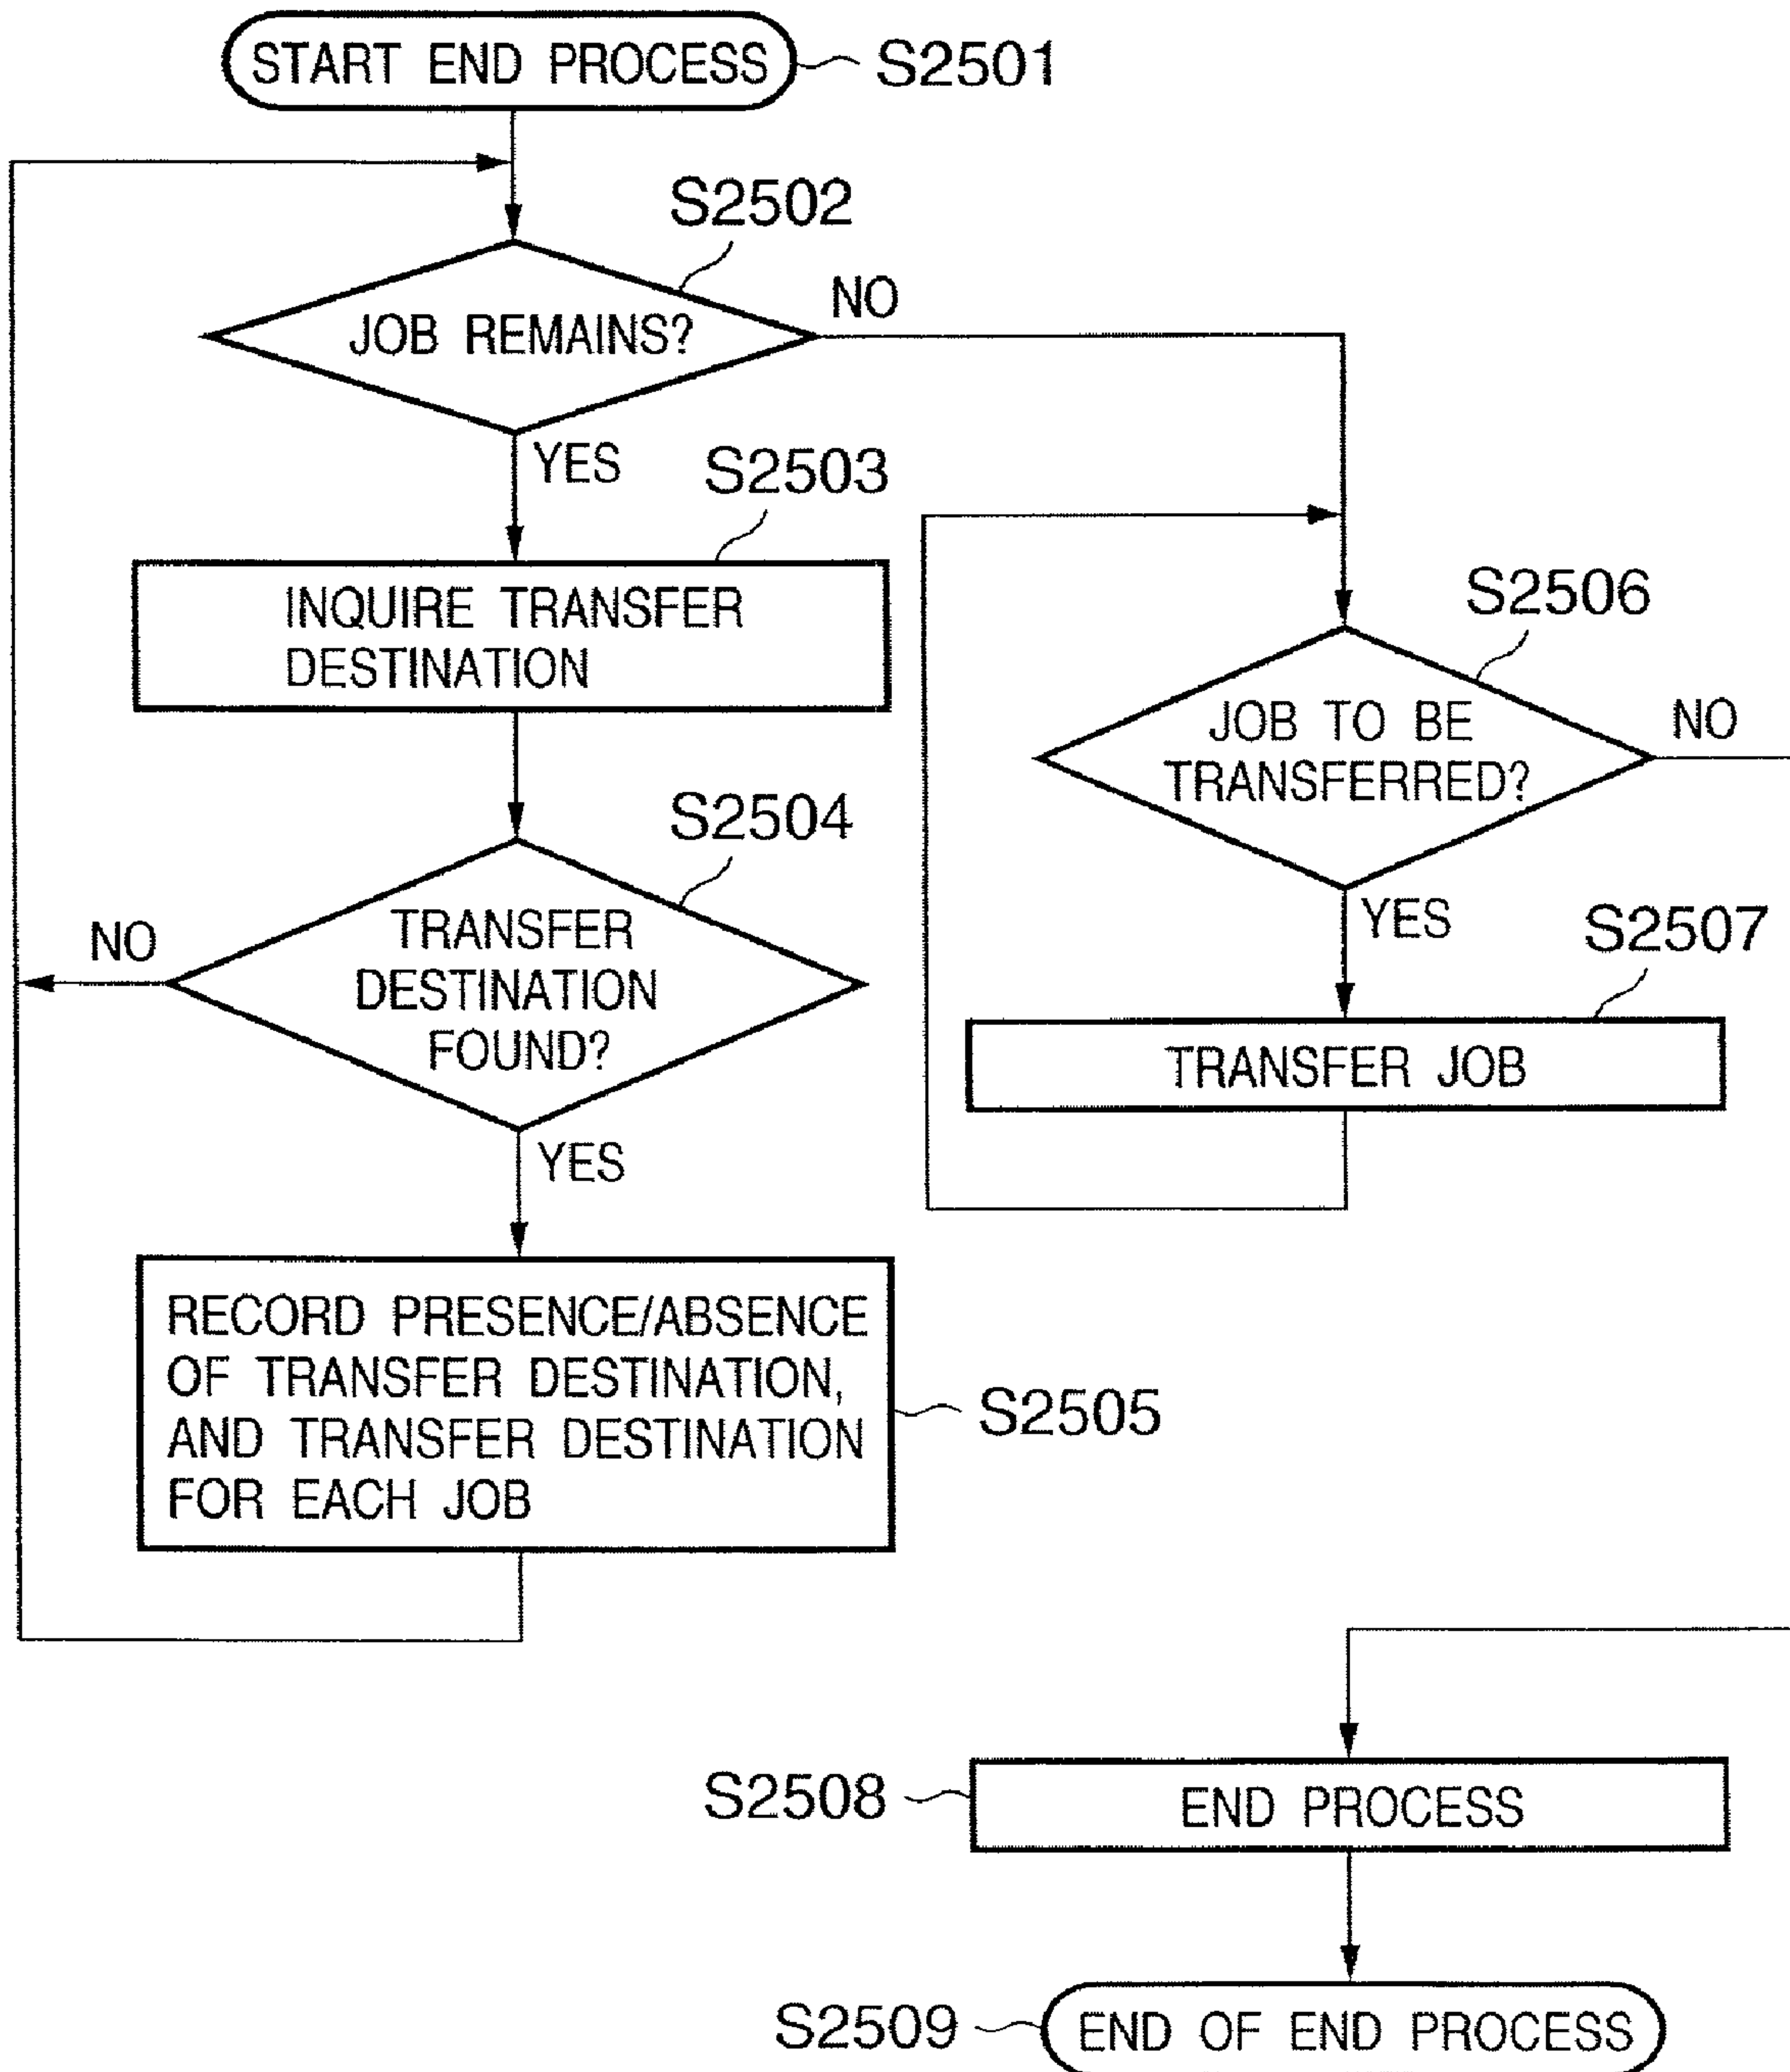 START END PROCESS
S2501
S2502
JOB REMAINS?
NO
YES
S2503
INQUIRE TRANSFER
DESTINATION
S2504
TRANSFER
DESTINATION
FOUND?
NO
YES
RECORD PRESENCE/ABSENCE
OF TRANSFER DESTINATION,
AND TRANSFER DESTINATION
FOR EACH JOB
S2505
S2506
JOB TO BE
TRANSFERRED?
NO
YES
S2507
TRANSFER JOB
S2508
END PROCESS
S2509
END OF END PROCESS